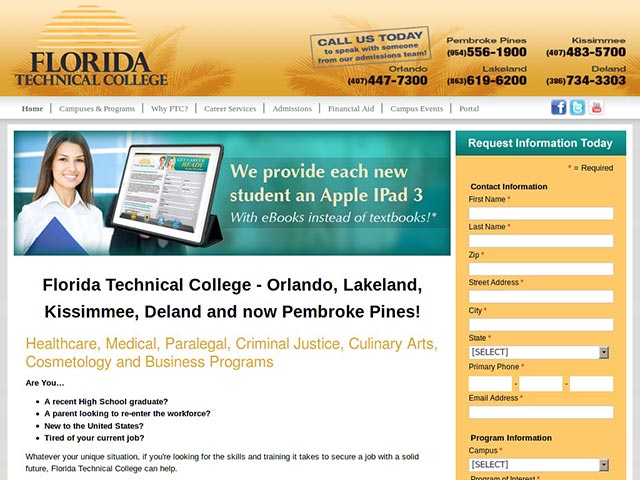 FLORIDA
TECHNICAL COLLEGE
CALL US TODAY
to speak with someone
from our admissions team!
Orlando
(407)447-7300
Pembroke Pines
(954)556-1900
Lakeland
(863)619-6200
Kissimmee
(407)483-5700
Deland
(386)734-3303
Home | Campuses & Programs | Why FTC? | Career Services | Admissions | Financial Aid | Campus Events | Portal
We provide each new
student an Apple IPad 3
With eBooks instead of textbooks!*
Florida Technical College - Orlando, Lakeland,
Kissimmee, Deland and now Pembroke Pines!
Healthcare, Medical, Paralegal, Criminal Justice, Culinary Arts,
Cosmetology and Business Programs
Are You…
A recent High School graduate?
A parent looking to re-enter the workforce?
New to the United States?
Tired of your current job?
Whatever your unique situation, if you're looking for the skills and training it takes to secure a job with a solid
future, Florida Technical College can help.
Request Information Today
* = Required
Contact Information
First Name *
Last Name *
Zip *
Street Address *
City *
State *
[SELECT]
Primary Phone *
- -
Email Address *
Program Information
Campus *
[SELECT]
Program of Interest *